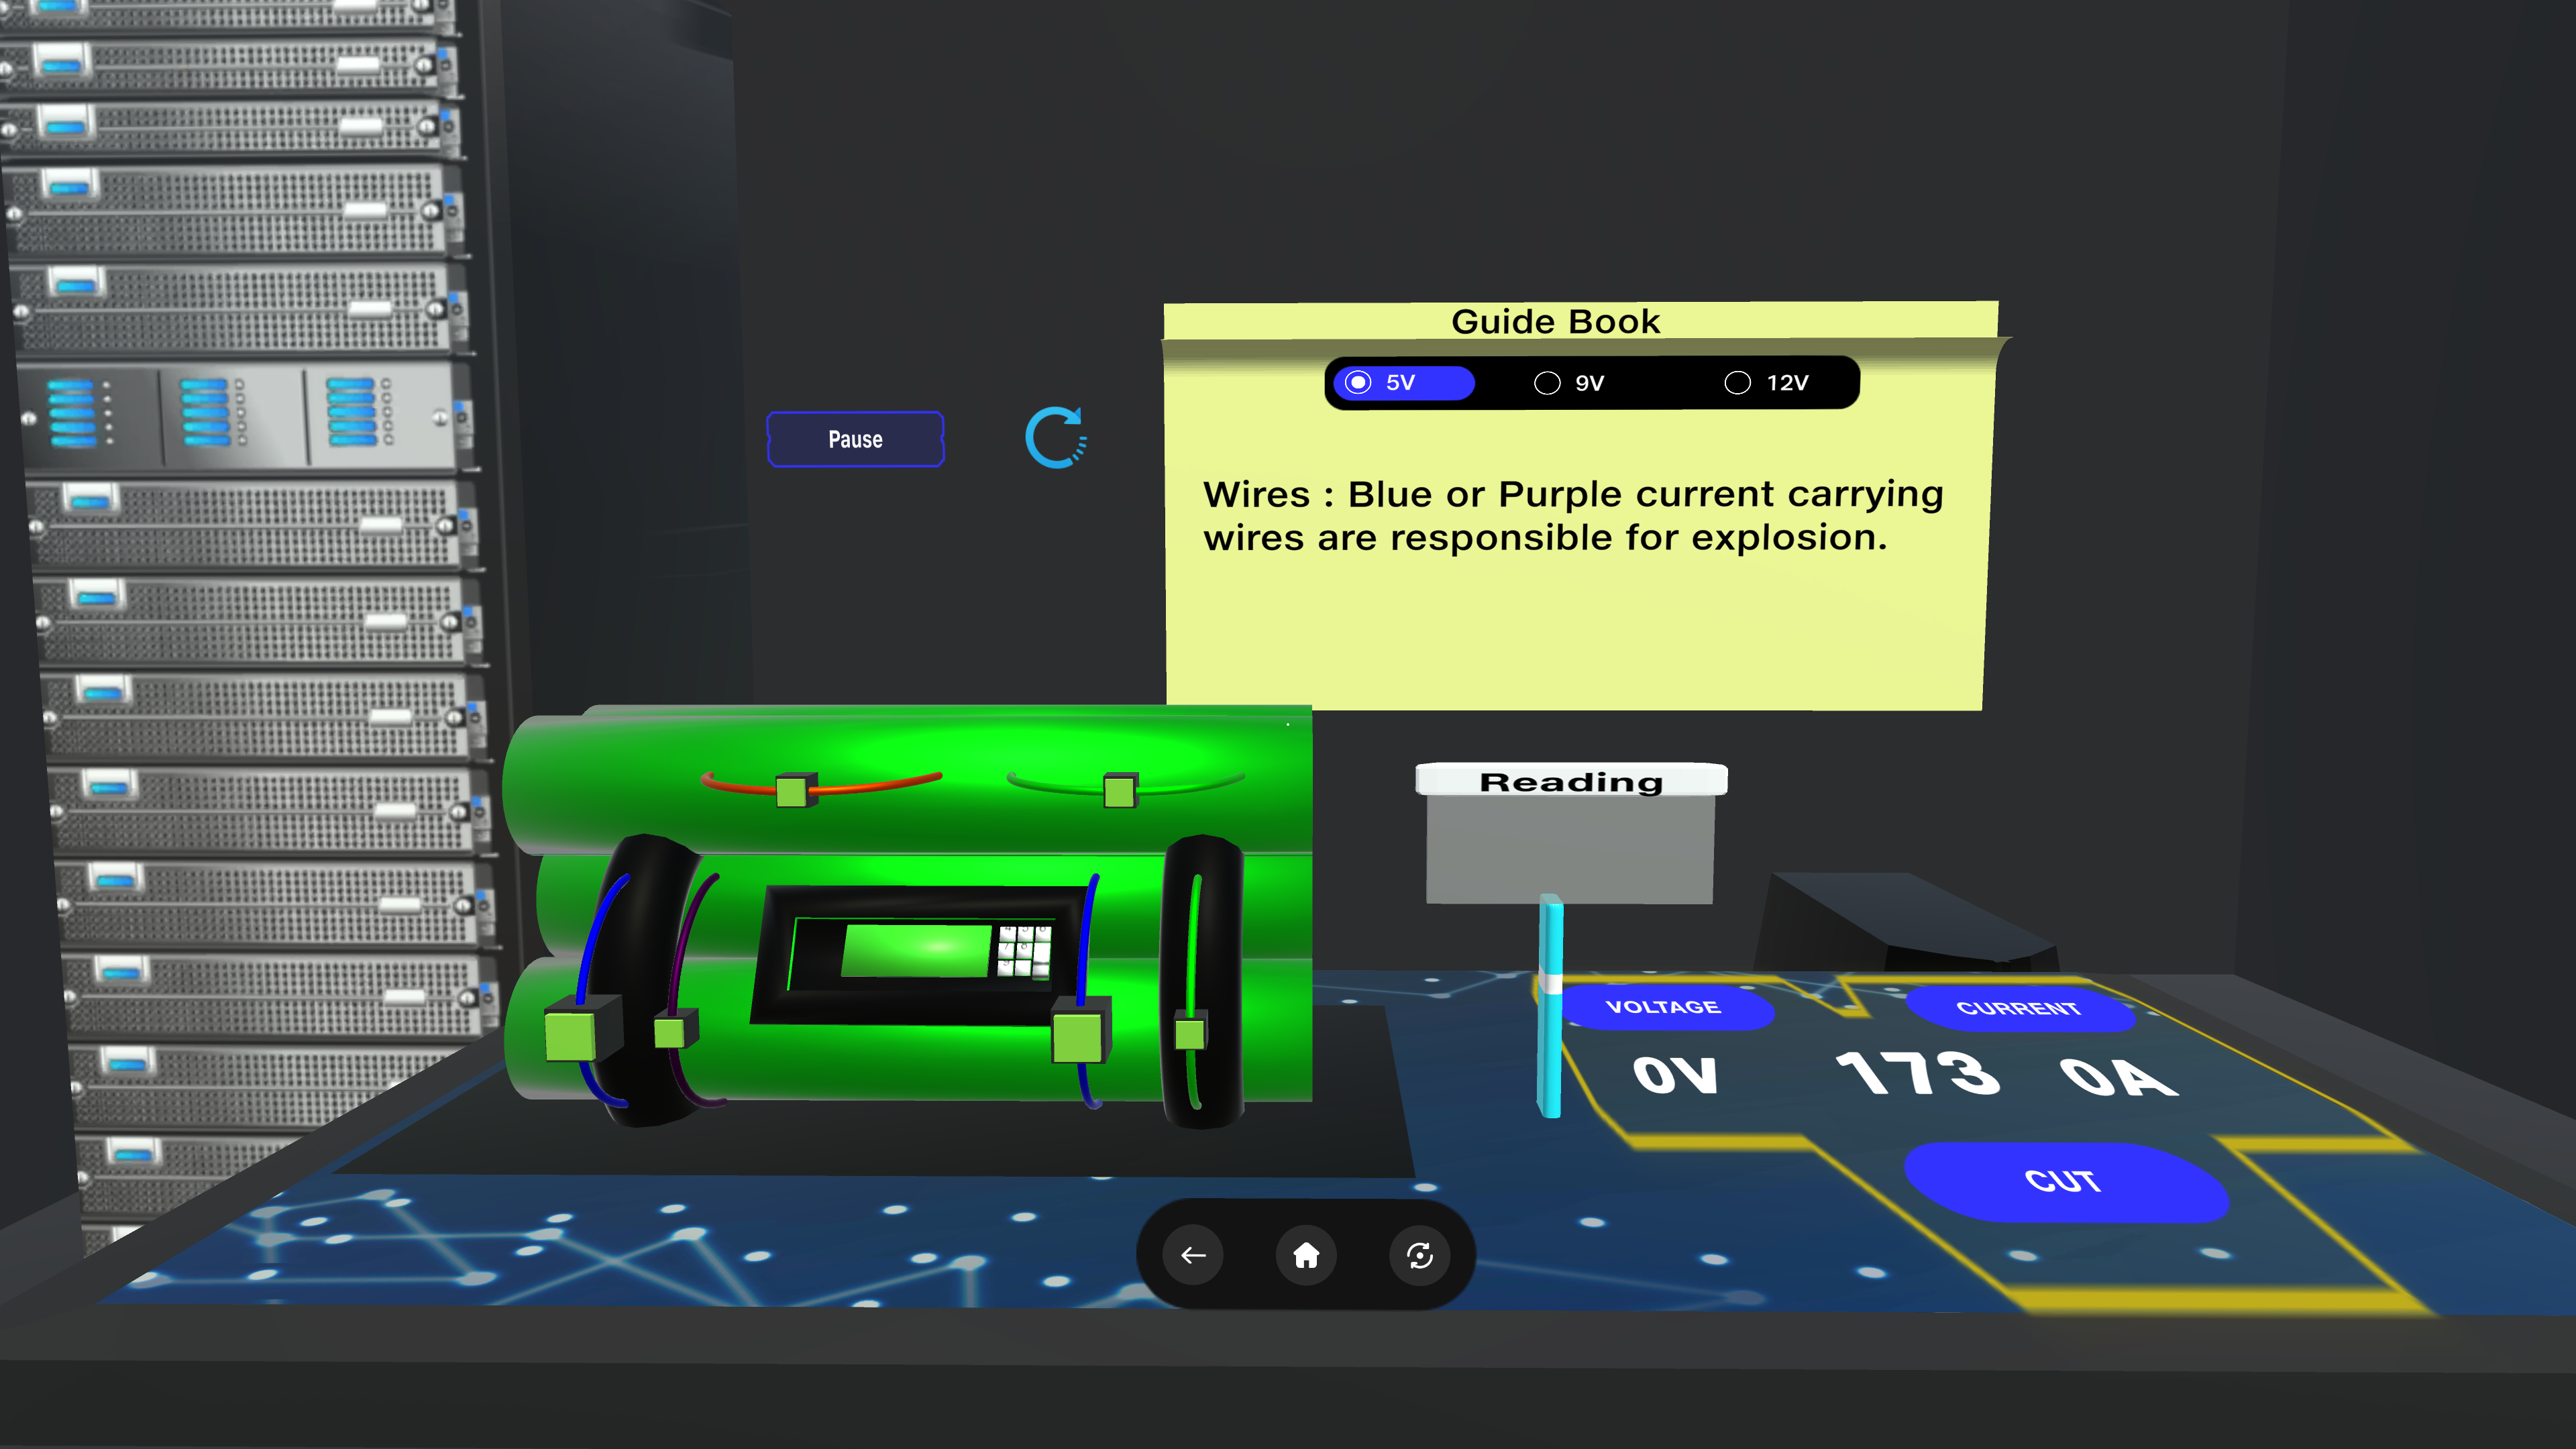 Guide Book
5V 9V 12V
Pause
Wires : Blue or Purple current carrying
wires are responsible for explosion.
Reading
VOLTAGE CURRENT
0V 173 0A
CUT